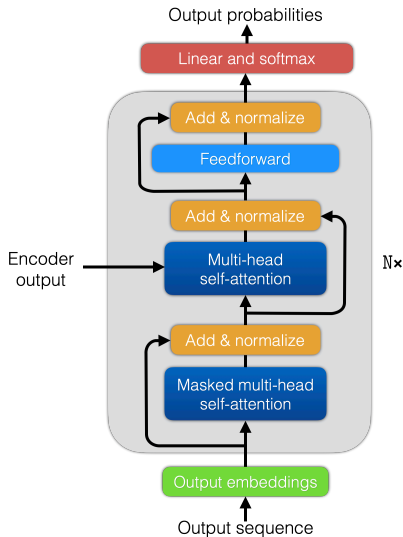 Output probabilities
Linear and softmax
Add & normalize
Feedforward
Add & normalize
Encoder
output
Multi-head
self-attention
N×
Add & normalize
Masked multi-head
self-attention
Output embeddings
Output sequence